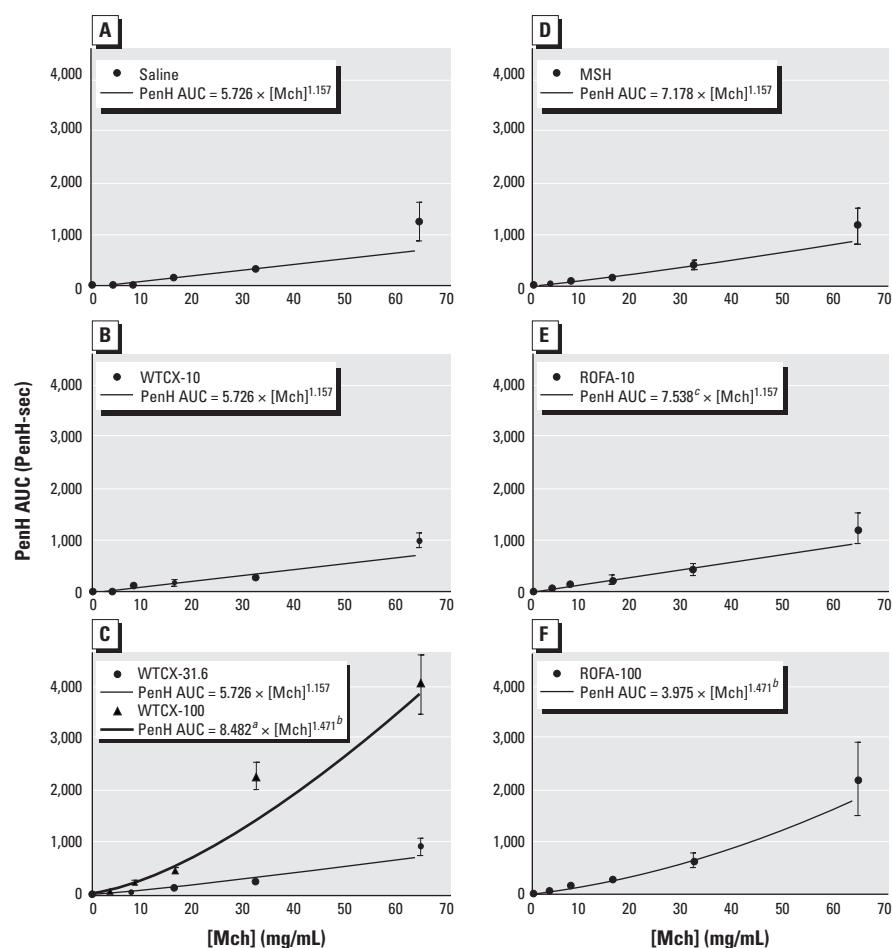 A
Saline
PenH AUC = 5.726 × [Mch]1.157
4,000
3,000
2,000
1,000
0
0 10 20 30 40 50 60 70
D
MSH
PenH AUC = 7.178 × [Mch]1.157
4,000
3,000
2,000
1,000
0
0 10 20 30 40 50 60 70
B
WTCX-10
PenH AUC = 5.726 × [Mch]1.157
4,000
3,000
2,000
1,000
0
0 10 20 30 40 50 60 70
E
ROFA-10
PenH AUC = 7.538c × [Mch]1.157
4,000
3,000
2,000
1,000
0
0 10 20 30 40 50 60 70
PenH AUC (PenH-sec)
C
WTCX-31.6
PenH AUC = 5.726 × [Mch]1.157
WTCX-100
PenH AUC = 8.482a × [Mch]1.471b
4,000
3,000
2,000
1,000
0
0 10 20 30 40 50 60 70
[Mch] (mg/mL)
F
ROFA-100
PenH AUC = 3.975 × [Mch]1.471b
4,000
3,000
2,000
1,000
0
0 10 20 30 40 50 60 70
[Mch] (mg/mL)